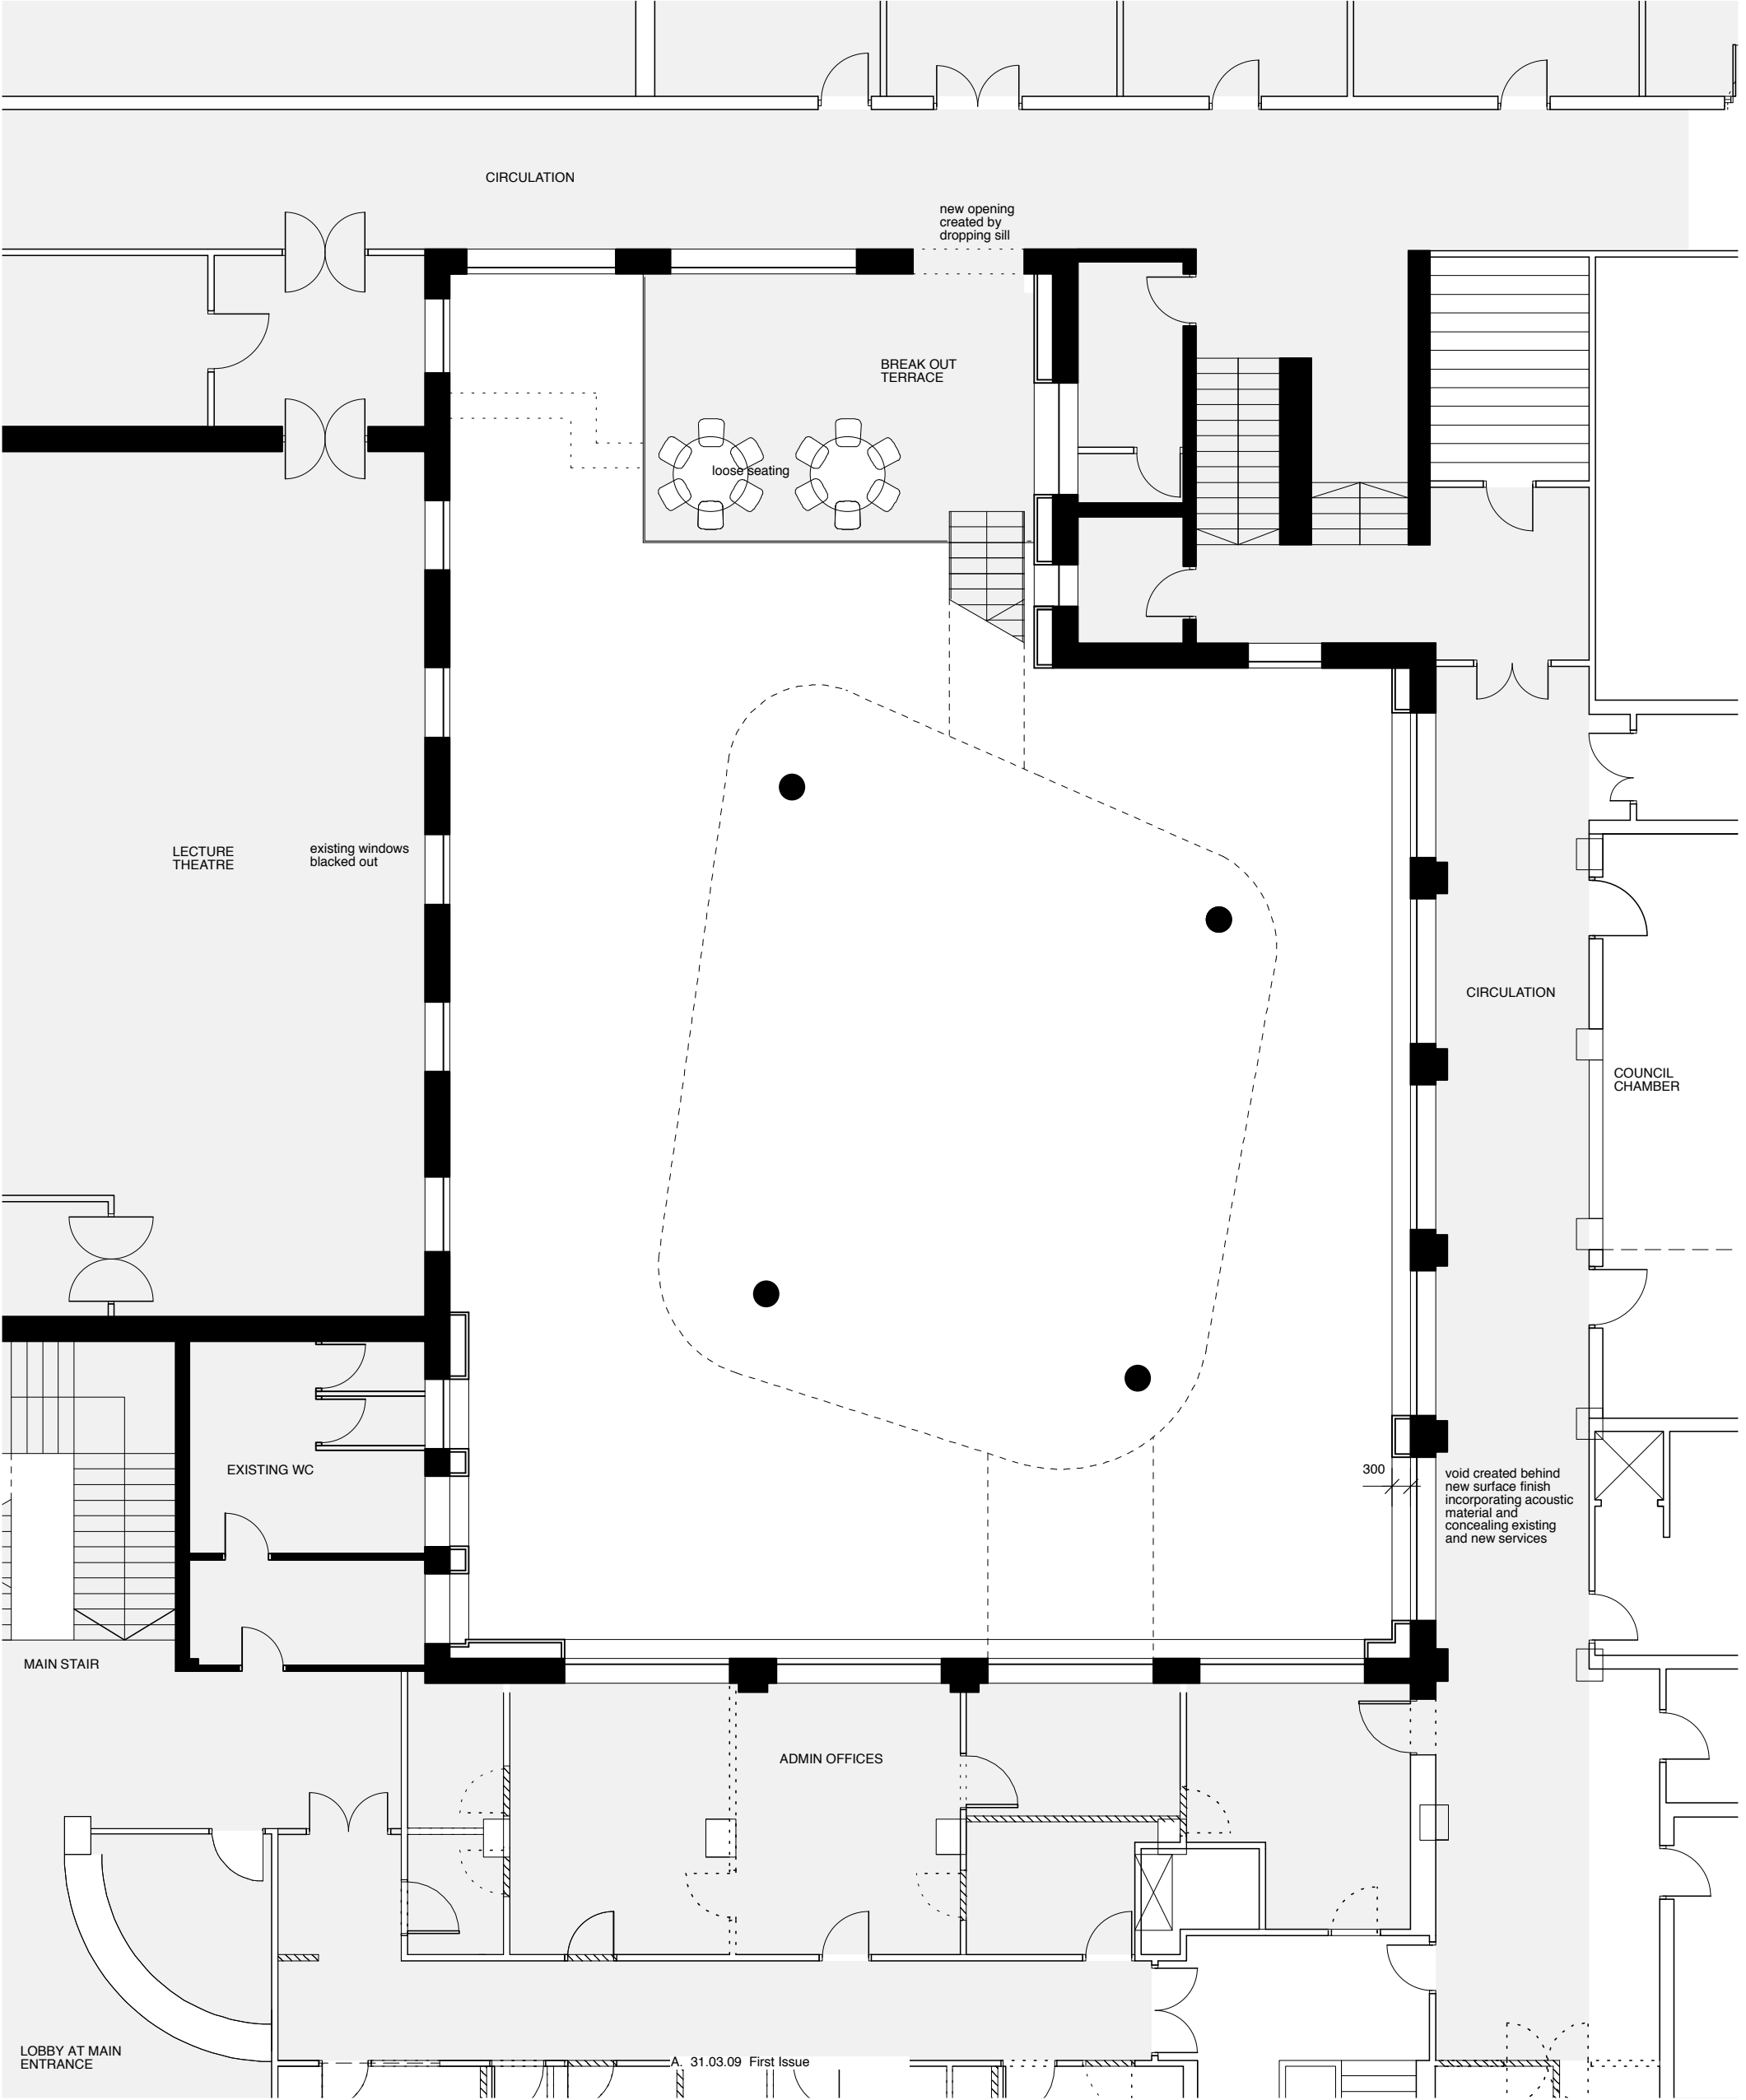 CIRCULATION
new opening
created by
dropping sill
BREAK OUT
TERRACE
loose seating
LECTURE
THEATRE
existing windows
blacked out
CIRCULATION
COUNCIL
CHAMBER
EXISTING WC
300
void created behind
new surface finish
incorporating acoustic
material and
concealing existing
and new services
MAIN STAIR
ADMIN OFFICES
LOBBY AT MAIN
ENTRANCE
A. 31.03.09 First Issue